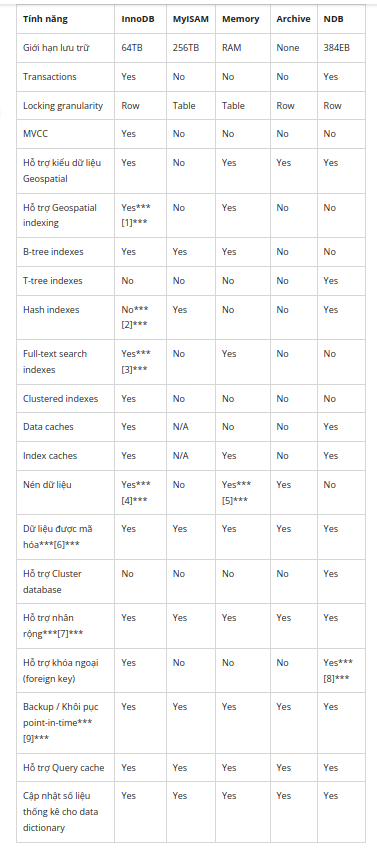 Tính năng InnoDB MyISAM Memory Archive NDB
Giới hạn lưu trữ 64TB 256TB RAM None 384EB
Transactions Yes No No No Yes
Locking granularity Row Table Table Row Row
MVCC Yes No No No No
Hỗ trợ kiểu dữ liệu Yes No Yes Yes Yes
Geospatial
Hỗ trợ Geospatial Yes*** No Yes No No
indexing [1]***
B-tree indexes Yes Yes Yes No No
T-tree indexes No No No No Yes
Hash indexes No*** Yes No No Yes
[2]***
Full-text search Yes*** No Yes No No
indexes [3]***
Clustered indexes Yes No No No No
Data caches Yes N/A No No Yes
Index caches Yes N/A Yes No Yes
Nén dữ liệu Yes*** No Yes*** Yes No
[4]*** [5]***
Dữ liệu được mã Yes Yes Yes Yes Yes
hóa***[6]***
Hỗ trợ Cluster No No No No Yes
database
Hỗ trợ nhân Yes Yes Yes Yes Yes
rộng***[7]***
Hỗ trợ khóa ngoại Yes No No No Yes***
(foreign key) [8]***
Backup / Khôi pục Yes Yes Yes Yes Yes
point-in-time***
[9]***
Hỗ trợ Query cache Yes Yes Yes Yes Yes
Cập nhật số liệu Yes Yes Yes Yes Yes
thống kê cho data
dictionary